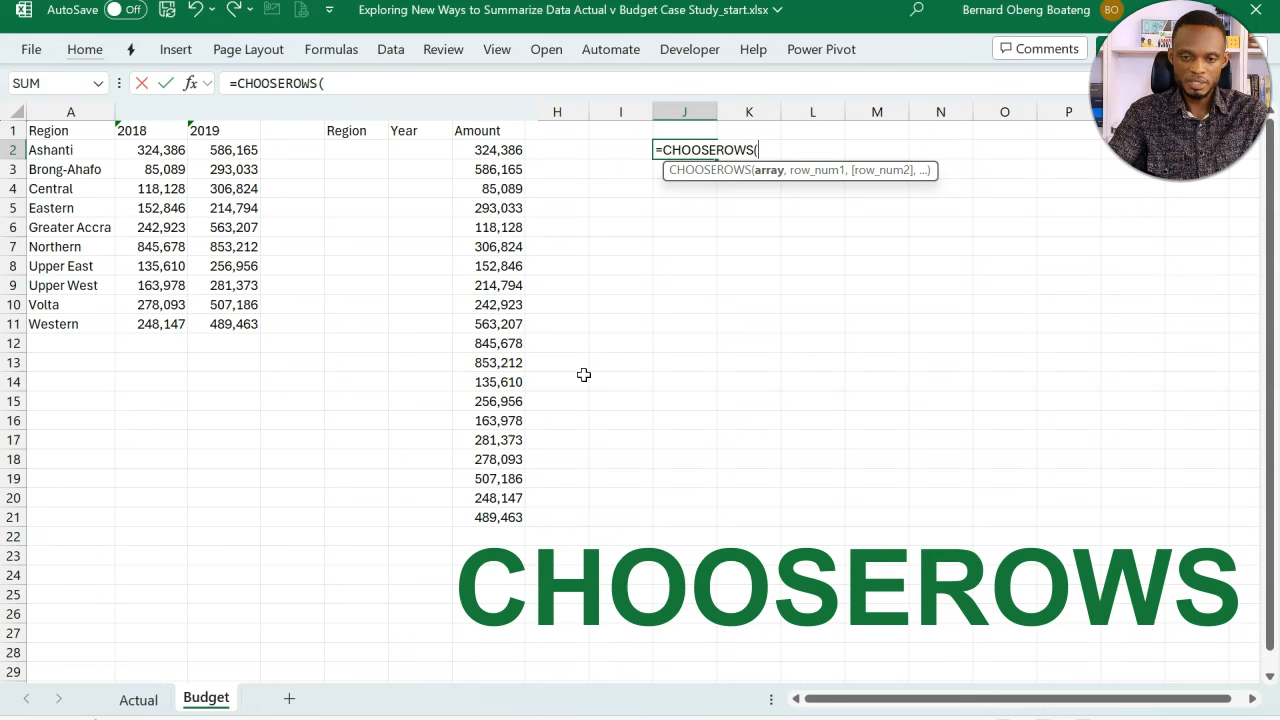 AutoSave Off Exploring New Ways to Summarize Data Actual v Budget Case Study_start.xlsx Bernard Obeng Boateng BO
File Home Insert Page Layout Formulas Data Review View Open Automate Developer Help Power Pivot Comments
SUM fx =CHOOSEROWS(
A H I J K L M N O P
1 Region 2018 2019 Region Year Amount
2 Ashanti 324,386 586,165 324,386 =CHOOSEROWS(
3 Brong-Ahafo 85,089 293,033 586,165 CHOOSEROWS(array, row_num1, [row_num2], ...)
4 Central 118,128 306,824 85,089
5 Eastern 152,846 214,794 293,033
6 Greater Accra 242,923 563,207 118,128
7 Northern 845,678 853,212 306,824
8 Upper East 135,610 256,956 152,846
9 Upper West 163,978 281,373 214,794
10 Volta 278,093 507,186 242,923
11 Western 248,147 489,463 563,207
12 845,678
13 853,212
14 135,610
15 256,956
16 163,978
17 281,373
18 278,093
19 507,186
20 248,147
21 489,463
22
23
24
25
26
27
28
29
CHOOSEROWS
Actual Budget